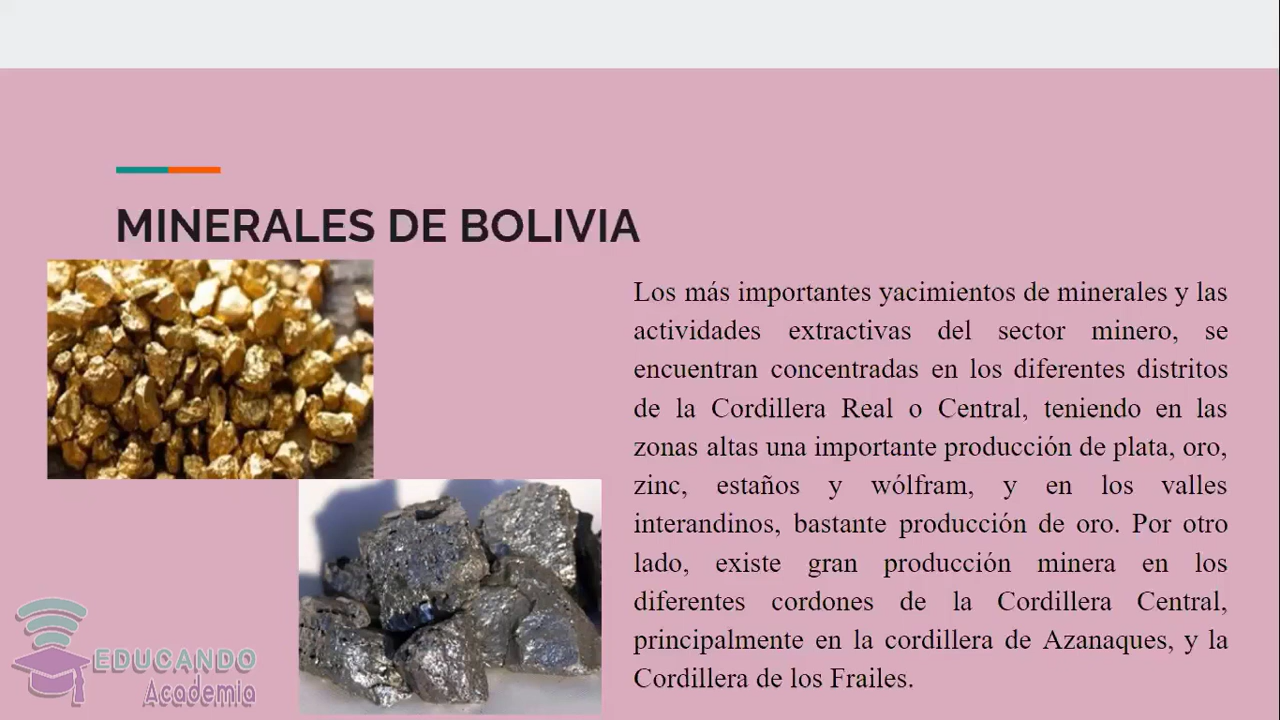 MINERALES DE BOLIVIA
Los más importantes yacimientos de minerales y las
actividades extractivas del sector minero, se
encuentran concentradas en los diferentes distritos
de la Cordillera Real o Central, teniendo en las
zonas altas una importante producción de plata, oro,
zinc, estaños y wólfram, y en los valles
interandinos, bastante producción de oro. Por otro
lado, existe gran producción minera en los
diferentes cordones de la Cordillera Central,
principalmente en la cordillera de Azanaques, y la
Cordillera de los Frailes.
EDUCANDO
Academia